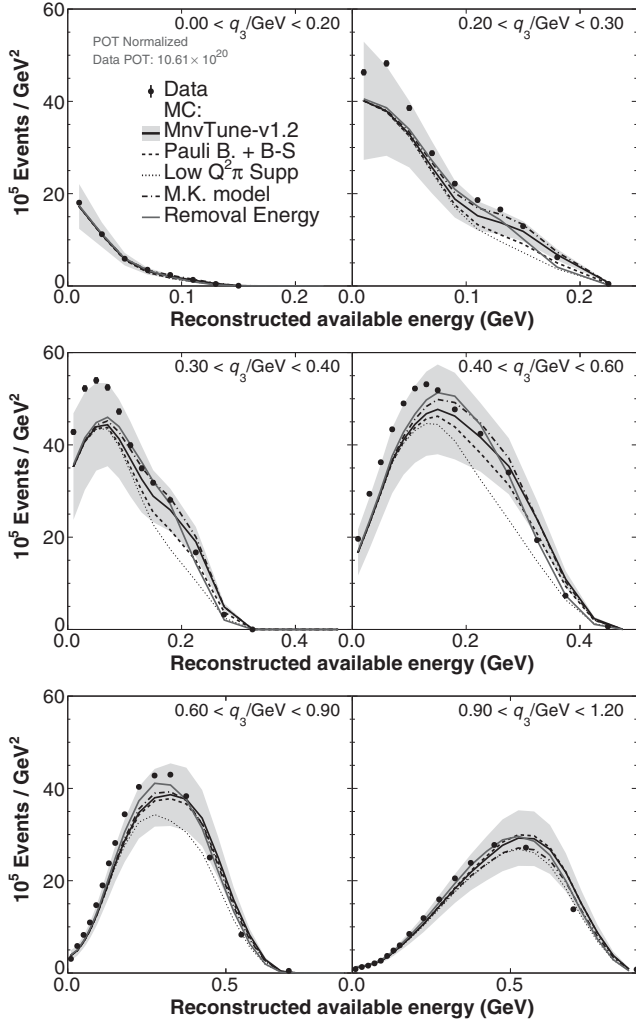 0.00 < q3/GeV < 0.20
0.20 < q3/GeV < 0.30
POT Normalized
Data POT: 10.61 × 10^20
Data
MC:
MnvTune-v1.2
Pauli B. + B-S
Low Q²π Supp
M.K. model
Removal Energy
10^5 Events / GeV²
60
40
20
0
0.0 0.1 0.2
0.0 0.2
Reconstructed available energy (GeV)
Reconstructed available energy (GeV)
0.30 < q3/GeV < 0.40
0.40 < q3/GeV < 0.60
10^5 Events / GeV²
60
40
20
0
0.0 0.2 0.4
0.0 0.2 0.4
Reconstructed available energy (GeV)
Reconstructed available energy (GeV)
0.60 < q3/GeV < 0.90
0.90 < q3/GeV < 1.20
10^5 Events / GeV²
60
40
20
0
0.0 0.5
0.0 0.5
Reconstructed available energy (GeV)
Reconstructed available energy (GeV)